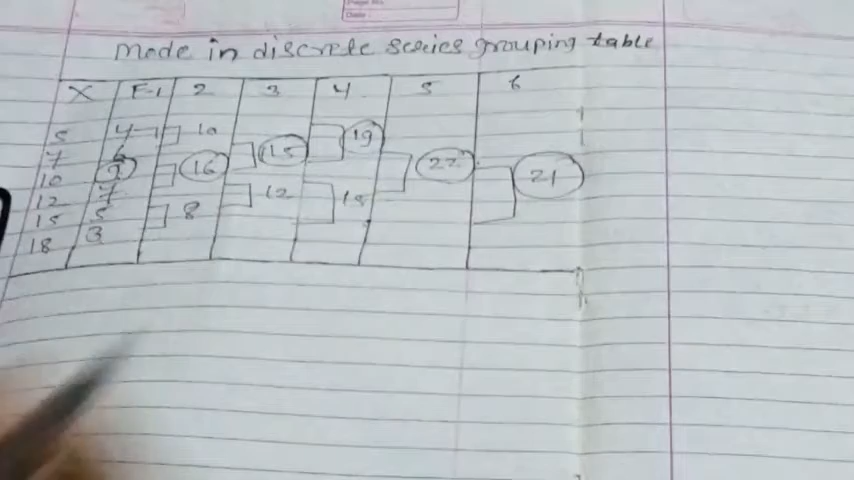 Mode in discrete series grouping table
X F-1 2 3 4 5 6
5 4 10 19
7 6 15
10 9 16 22 21
12 7 12
15 5 8 15
18 3